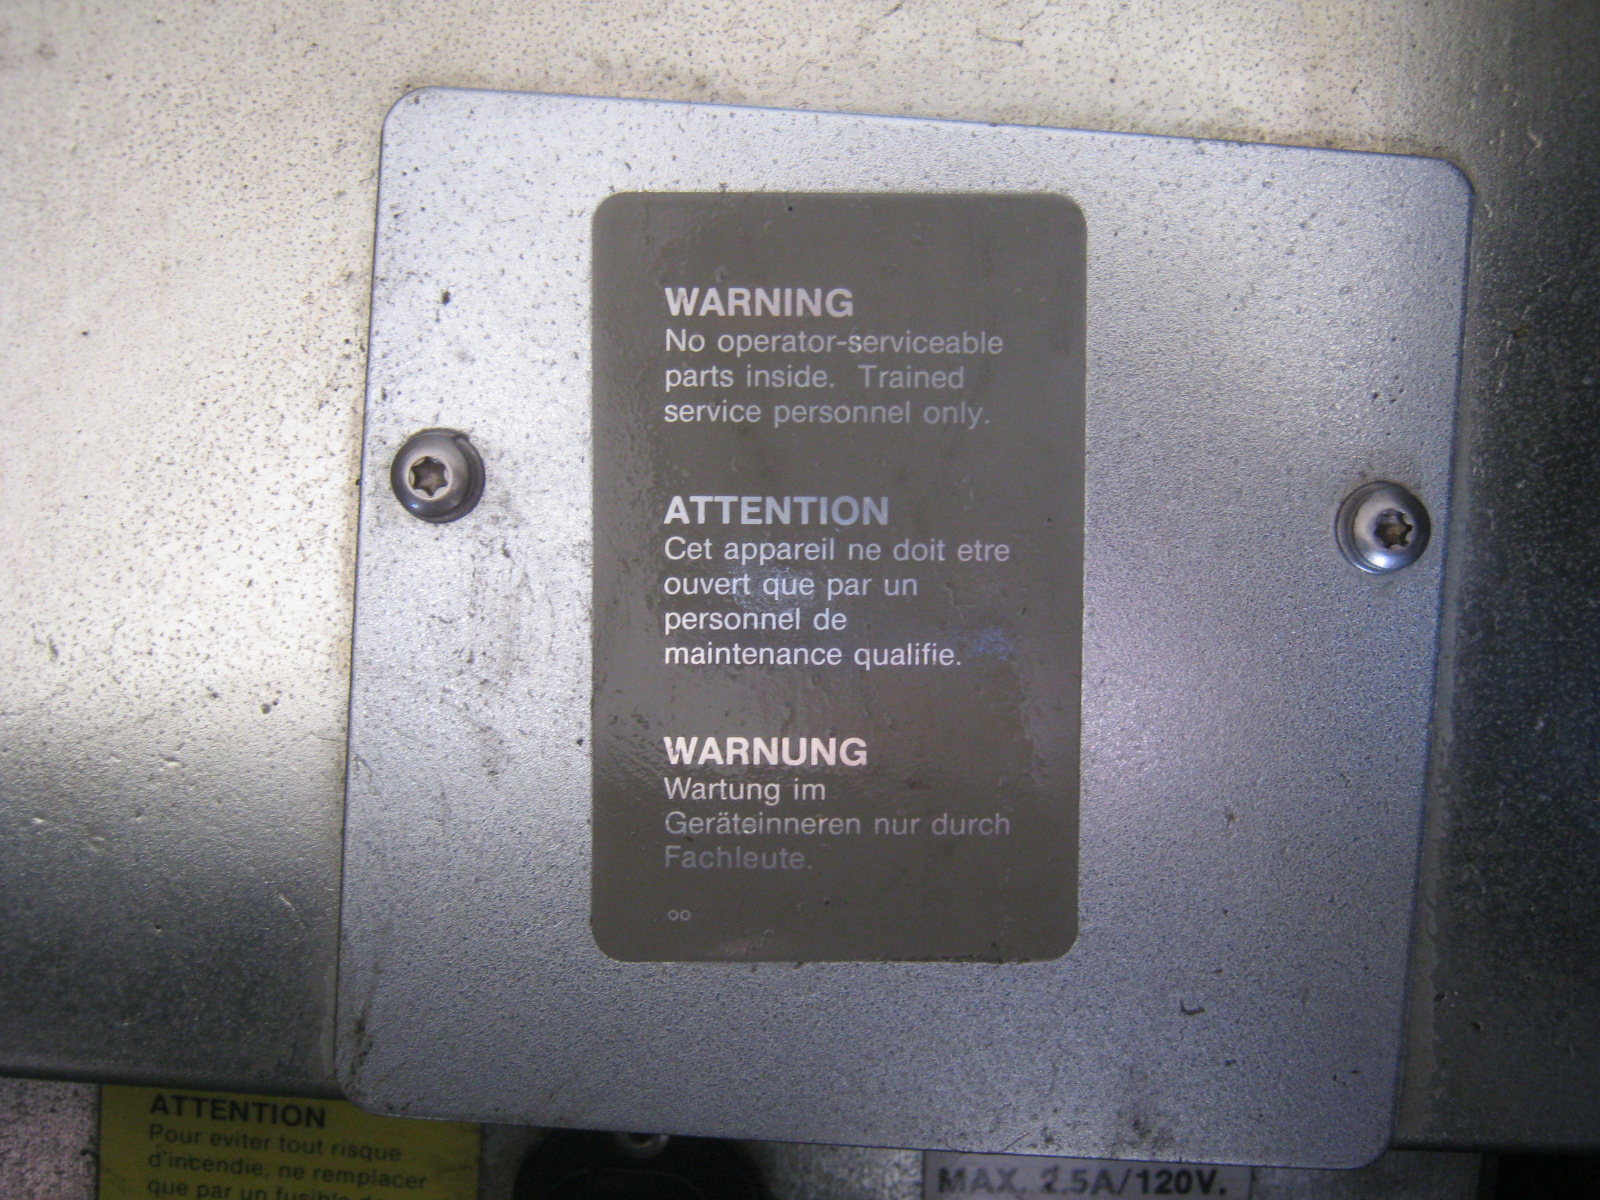 WARNING
No operator-serviceable
parts inside. Trained
service personnel only.
ATTENTION
Cet appareil ne doit etre
ouvert que par un
personnel de
maintenance qualifie.
WARNUNG
Wartung im
Geräteinneren nur durch
Fachleute.
oo
ATTENTION
Pour eviter tout risque
d'incendie, ne remplacer
que par un fusible
MAX. 2.5A/120V.